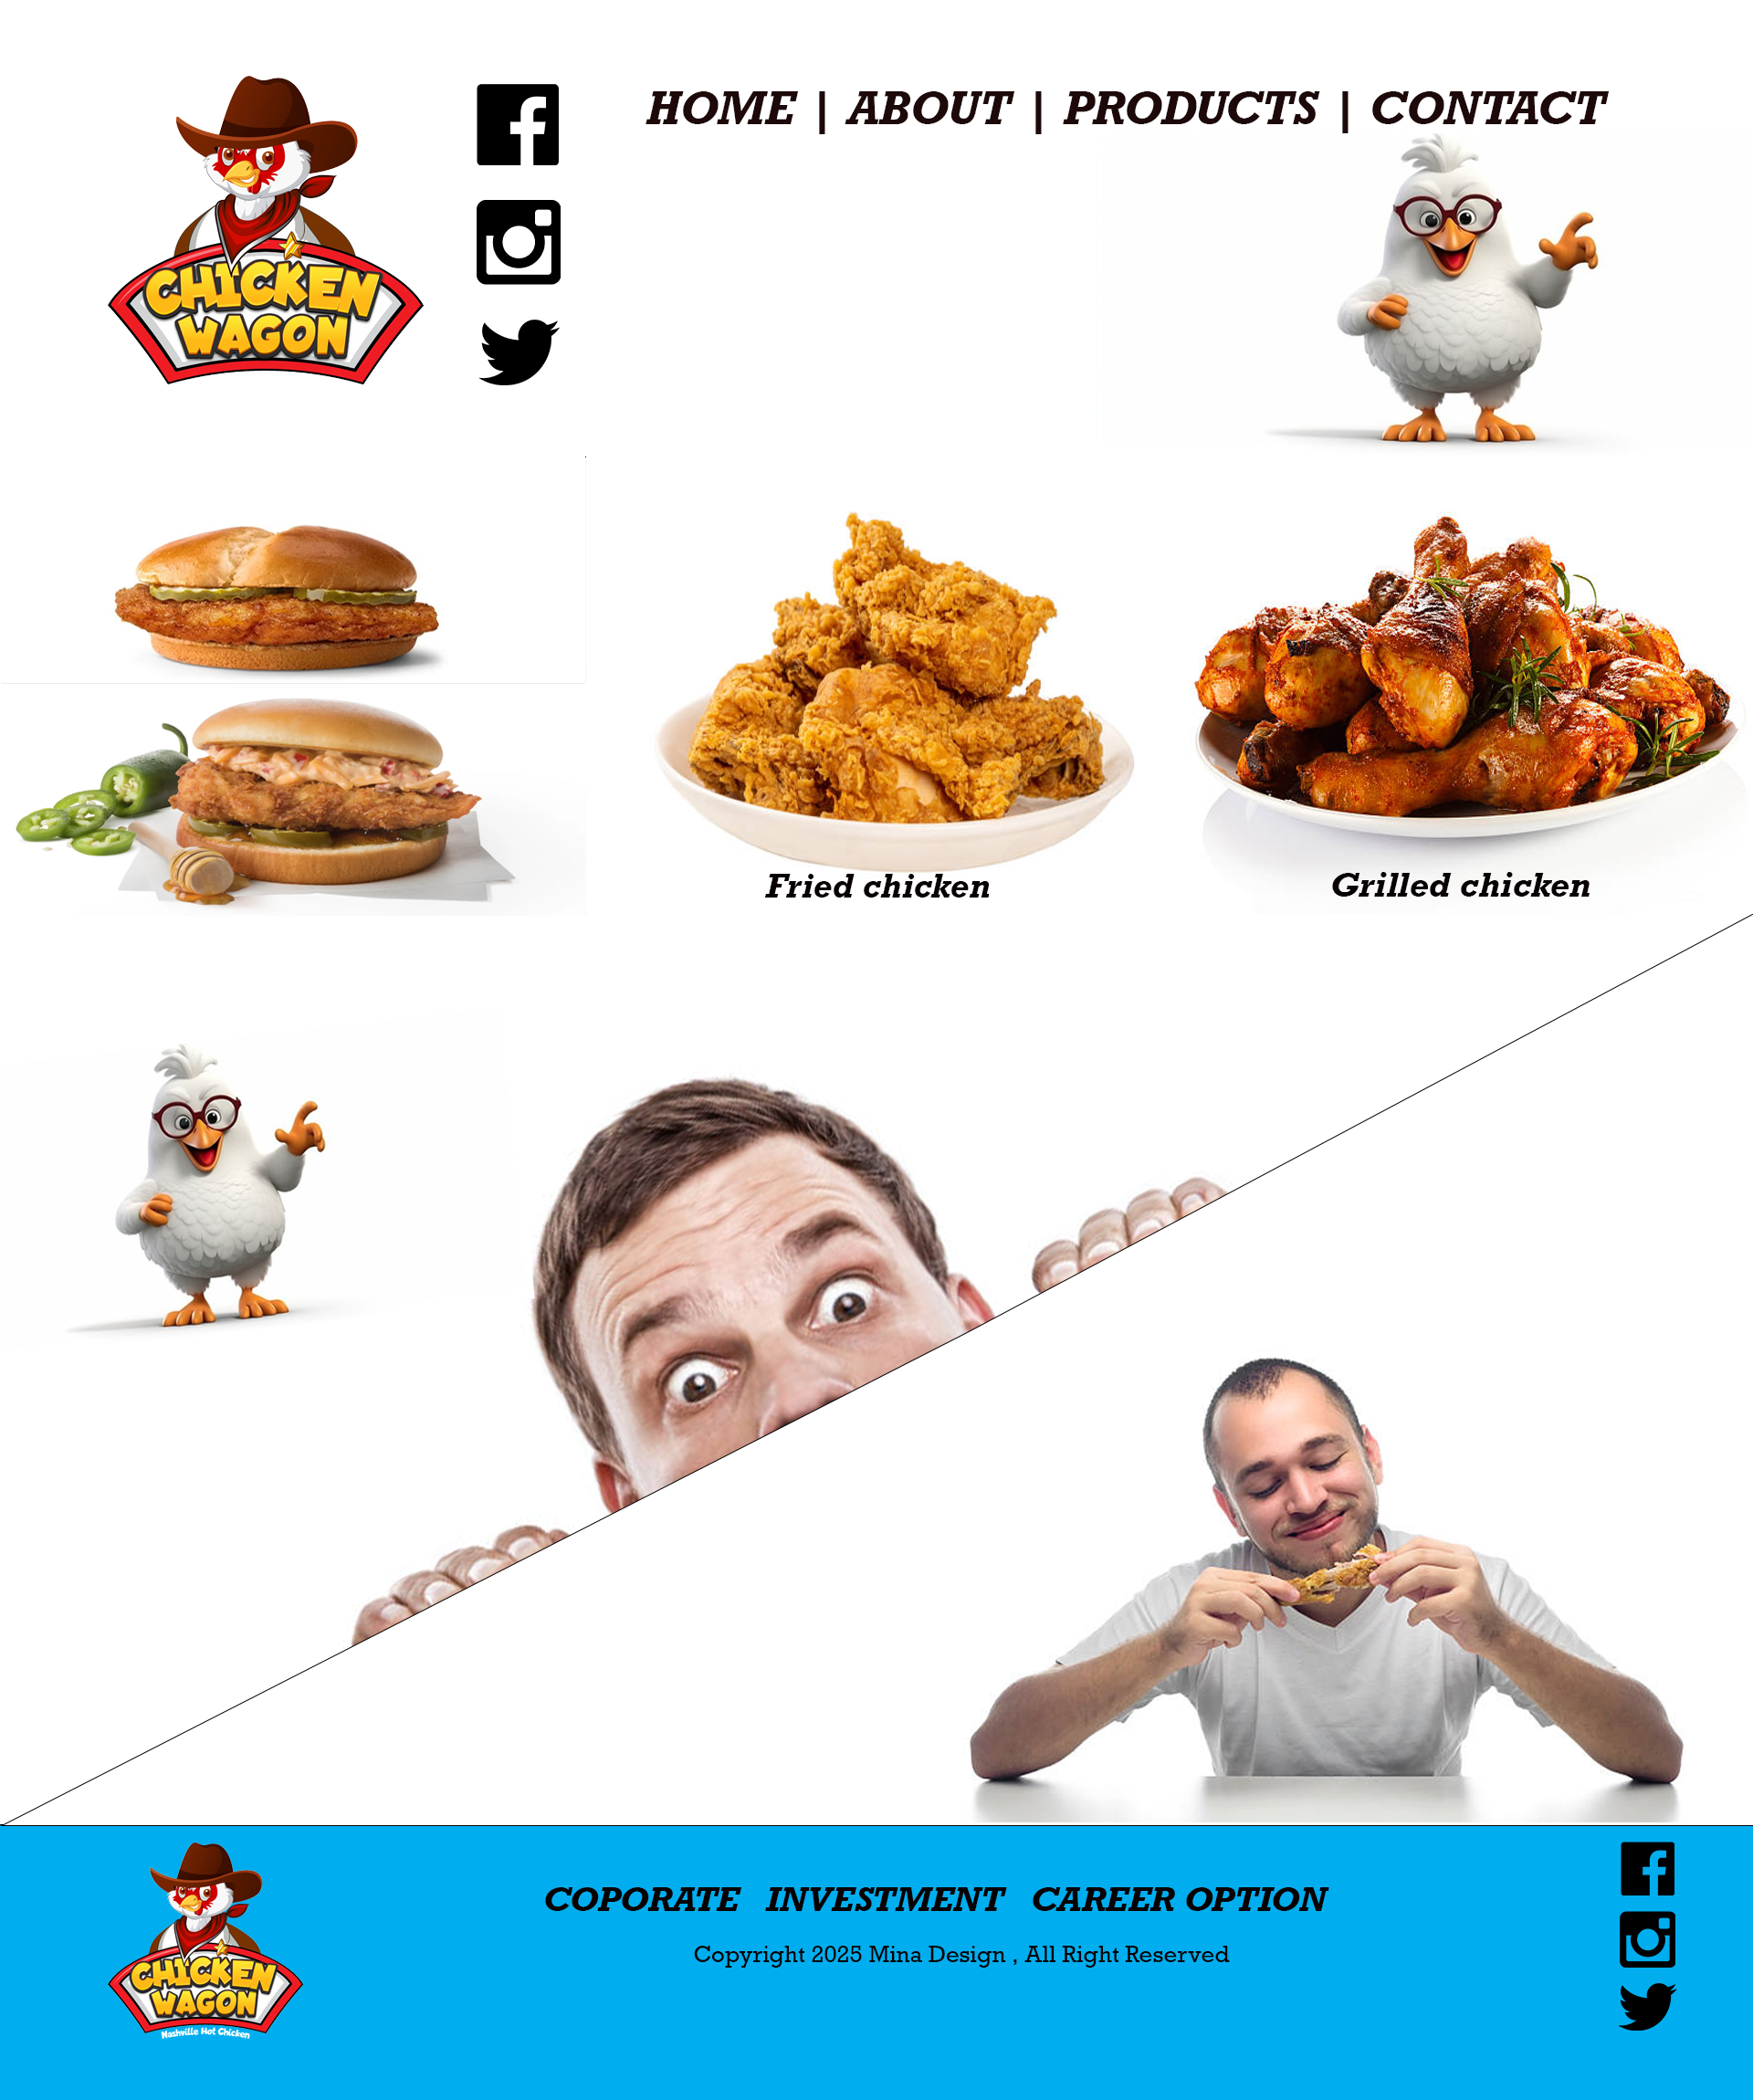 HOME | ABOUT | PRODUCTS | CONTACT
CHICKEN
WAGON
Fried chicken
Grilled chicken
COPORATE INVESTMENT CAREER OPTION
Copyright 2025 Mina Design , All Right Reserved
CHICKEN
WAGON
Nashville Hot Chicken